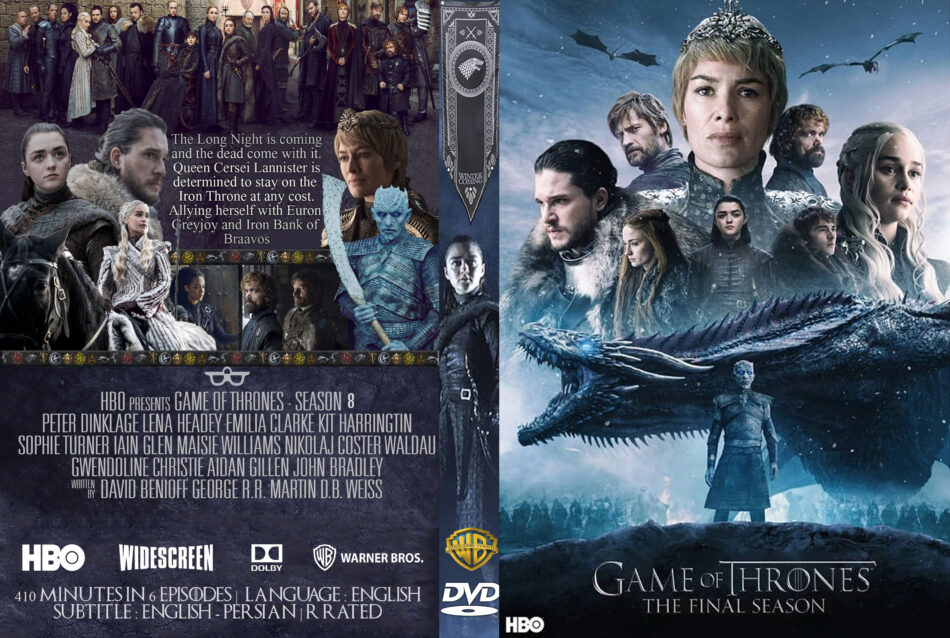 The Long Night is coming
and the dead come with it.
Queen Cersei Lannister is
determined to stay on the
Iron Throne at any cost.
Allying herself with Euron
Greyjoy and Iron Bank of
Braavos
HBO PRESENTS GAME OF THRONES - SEASON 8
PETER DINKLAGE LENA HEADEY EMILIA CLARKE KIT HARRINGTIN
SOPHIE TURNER IAIN GLEN MAISIE WILLIAMS NIKOLAJ COSTER WALDAU
GWENDOLINE CHRISTIE AIDAN GILLEN JOHN BRADLEY
WRITTEN BY DAVID BENIOFF GEORGE R.R. MARTIN D.B. WEISS
HBO WIDESCREEN DOLBY WB WARNER BROS.
410 MINUTES IN 6 EPISODES | LANGUAGE : ENGLISH
SUBTITLE : ENGLISH - PERSIAN | R RATED
WINTER
IS
COMING
WB
DVD
GAME OF THRONES
THE FINAL SEASON
HBO